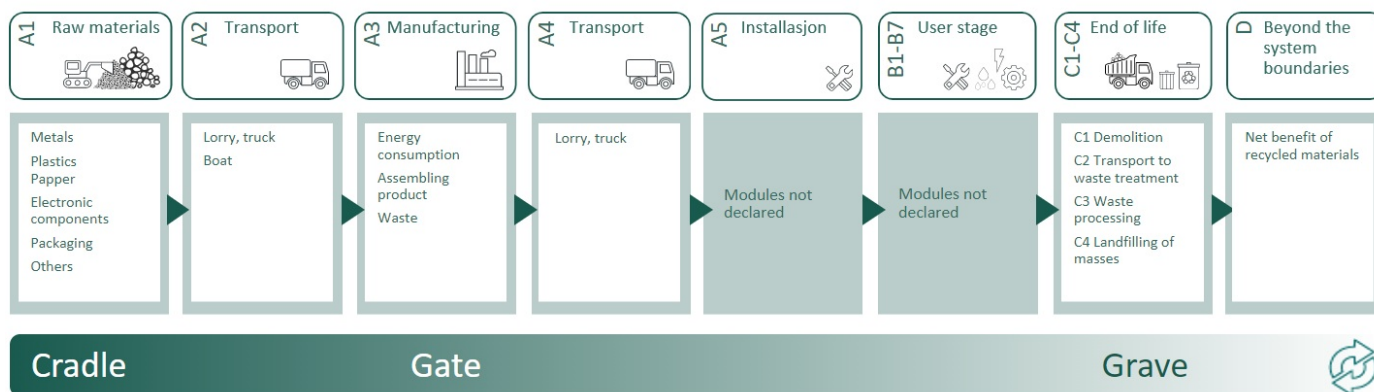 A1 Raw materials
A2 Transport
A3 Manufacturing
A4 Transport
A5 Installasjon
B1-B7 User stage
C1-C4 End of life
D Beyond the
system
boundaries
Metals
Plastics
Papper
Electronic
components
Packaging
Others
Lorry, truck
Boat
Energy
consumption
Assembling
product
Waste
Lorry, truck
Modules not
declared
Modules not
declared
C1 Demolition
C2 Transport to
waste treatment
C3 Waste
processing
C4 Landfilling of
masses
Net benefit of
recycled materials
Cradle
Gate
Grave